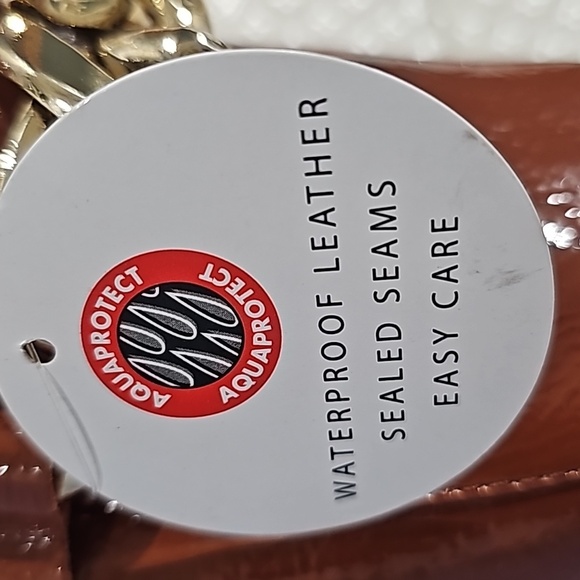 AQUAPROTECT AQUAPROTECT
WATERPROOF LEATHER
SEALED SEAMS
EASY CARE